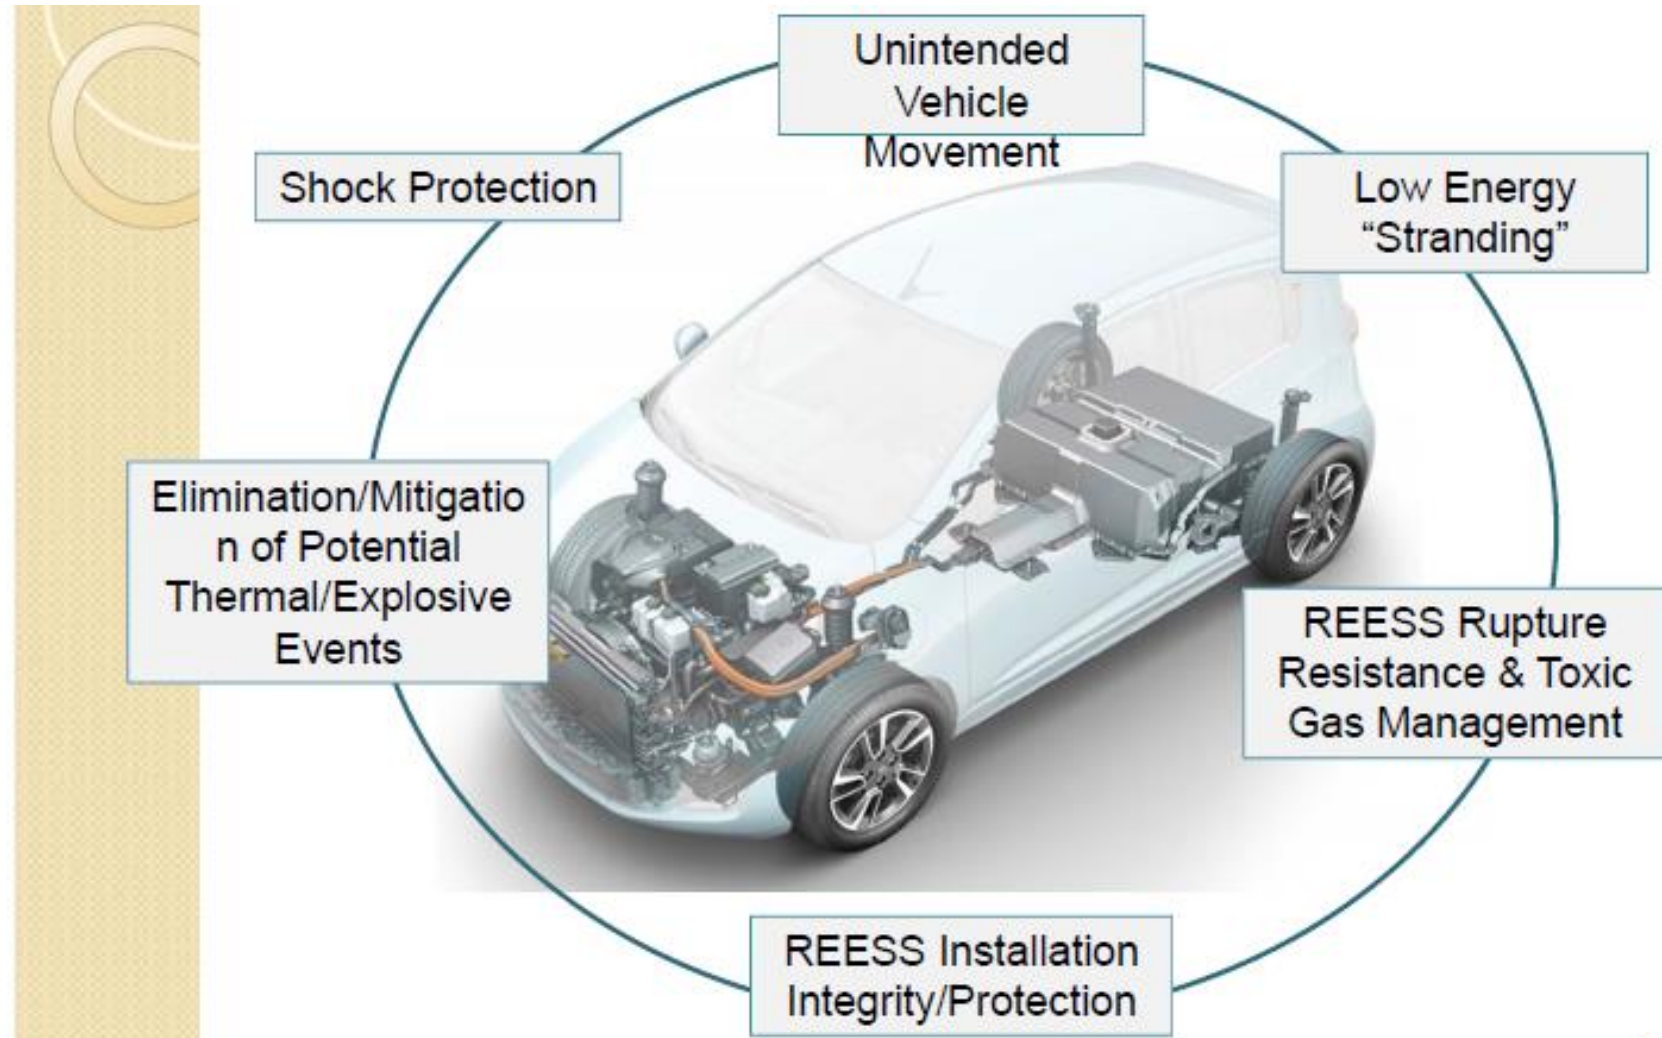 Unintended
Vehicle
Movement
Shock Protection
Low Energy
“Stranding”
Elimination/Mitigatio
n of Potential
Thermal/Explosive
Events
REESS Rupture
Resistance & Toxic
Gas Management
REESS Installation
Integrity/Protection